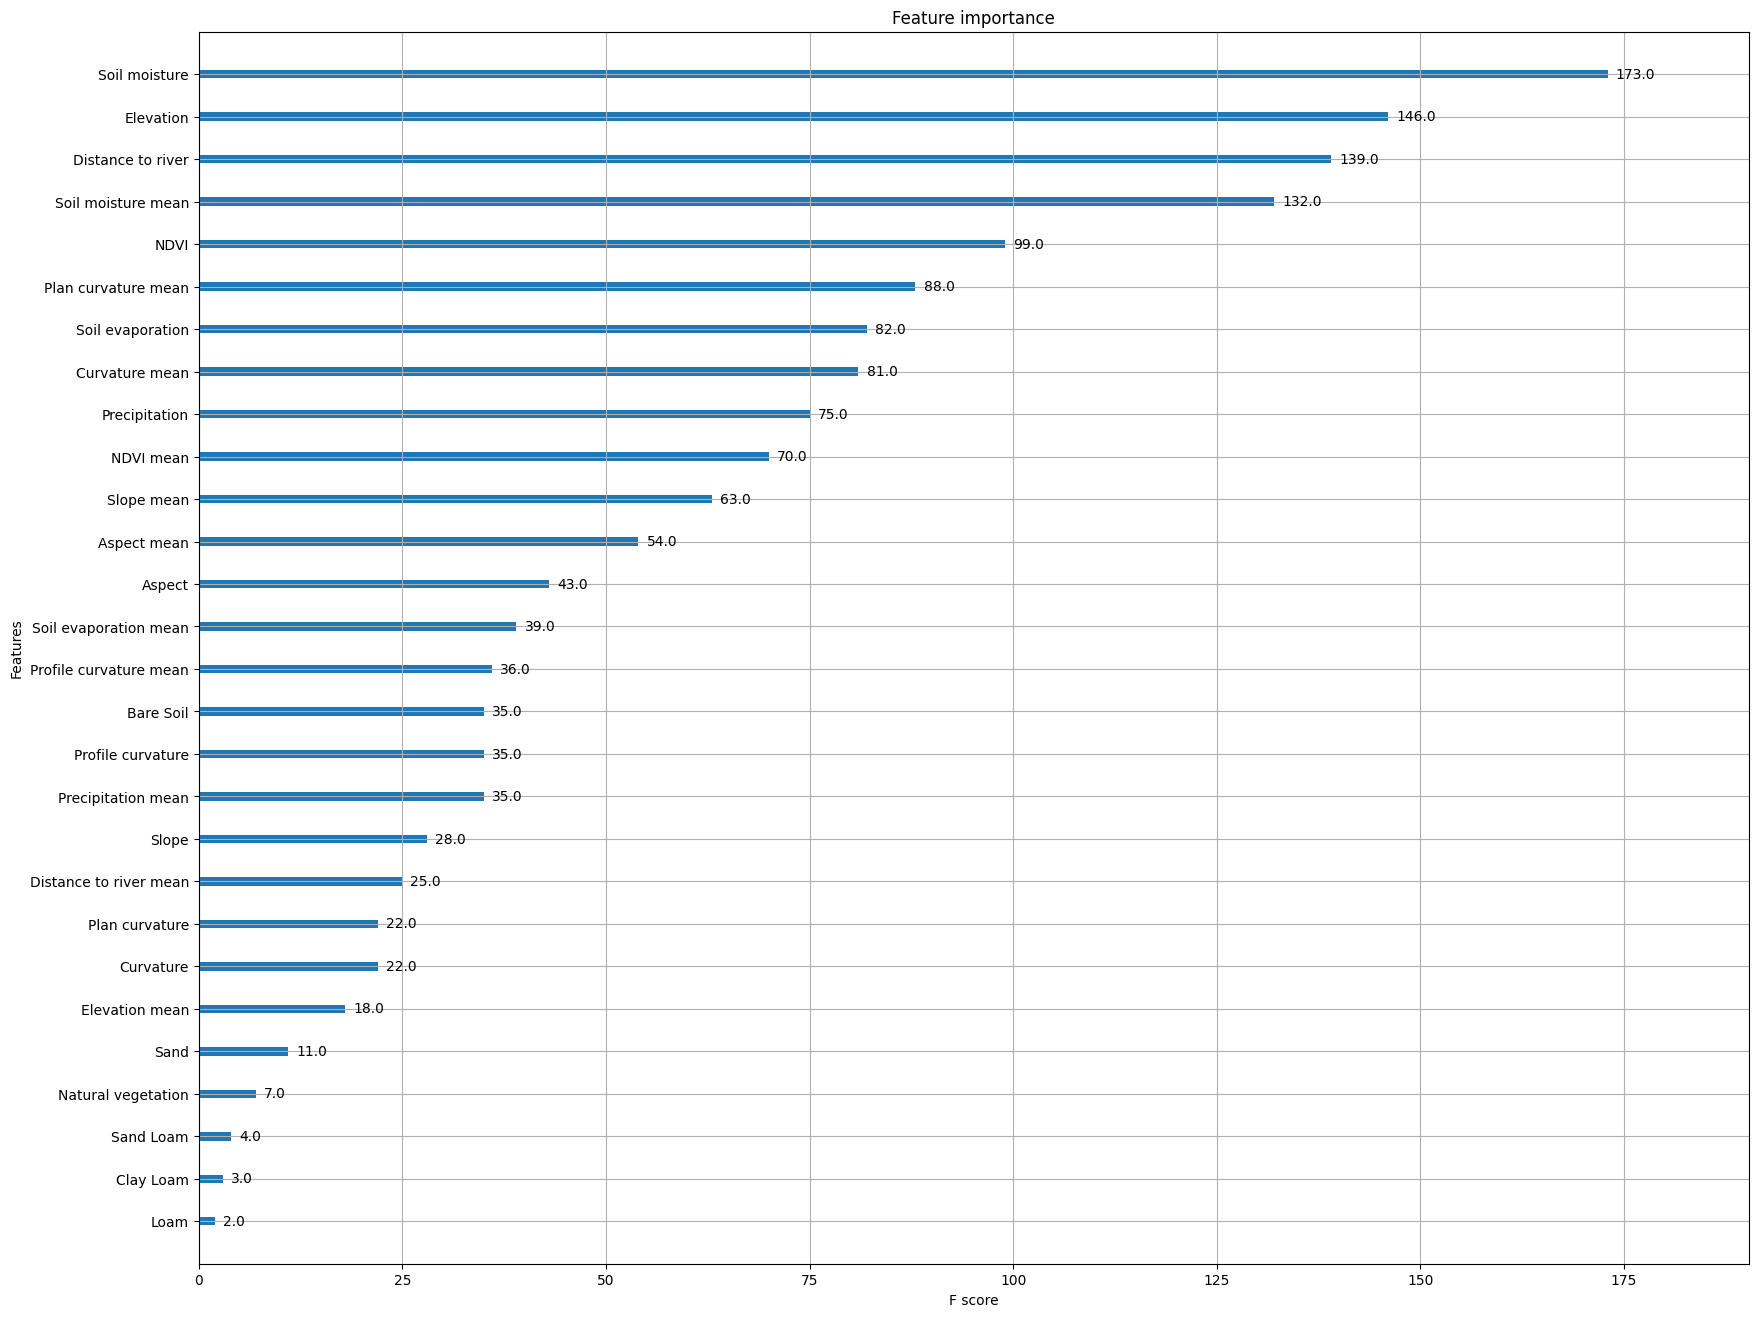 Feature importance
Soil moisture 173.0
Elevation 146.0
Distance to river 139.0
Soil moisture mean 132.0
NDVI 99.0
Plan curvature mean 88.0
Soil evaporation 82.0
Curvature mean 81.0
Precipitation 75.0
NDVI mean 70.0
Slope mean 63.0
Aspect mean 54.0
Aspect 43.0
Soil evaporation mean 39.0
Features
Profile curvature mean 36.0
Bare Soil 35.0
Profile curvature 35.0
Precipitation mean 35.0
Slope 28.0
Distance to river mean 25.0
Plan curvature 22.0
Curvature 22.0
Elevation mean 18.0
Sand 11.0
Natural vegetation 7.0
Sand Loam 4.0
Clay Loam 3.0
Loam 2.0
0 25 50 75 100 125 150 175
F score